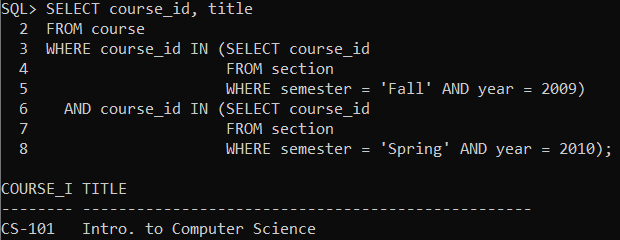 SQL> SELECT course_id, title
  2  FROM course
  3  WHERE course_id IN (SELECT course_id
  4                      FROM section
  5                      WHERE semester = 'Fall' AND year = 2009)
  6    AND course_id IN (SELECT course_id
  7                      FROM section
  8                      WHERE semester = 'Spring' AND year = 2010);
COURSE_I TITLE
-------- --------------------------------------------------
CS-101   Intro. to Computer Science